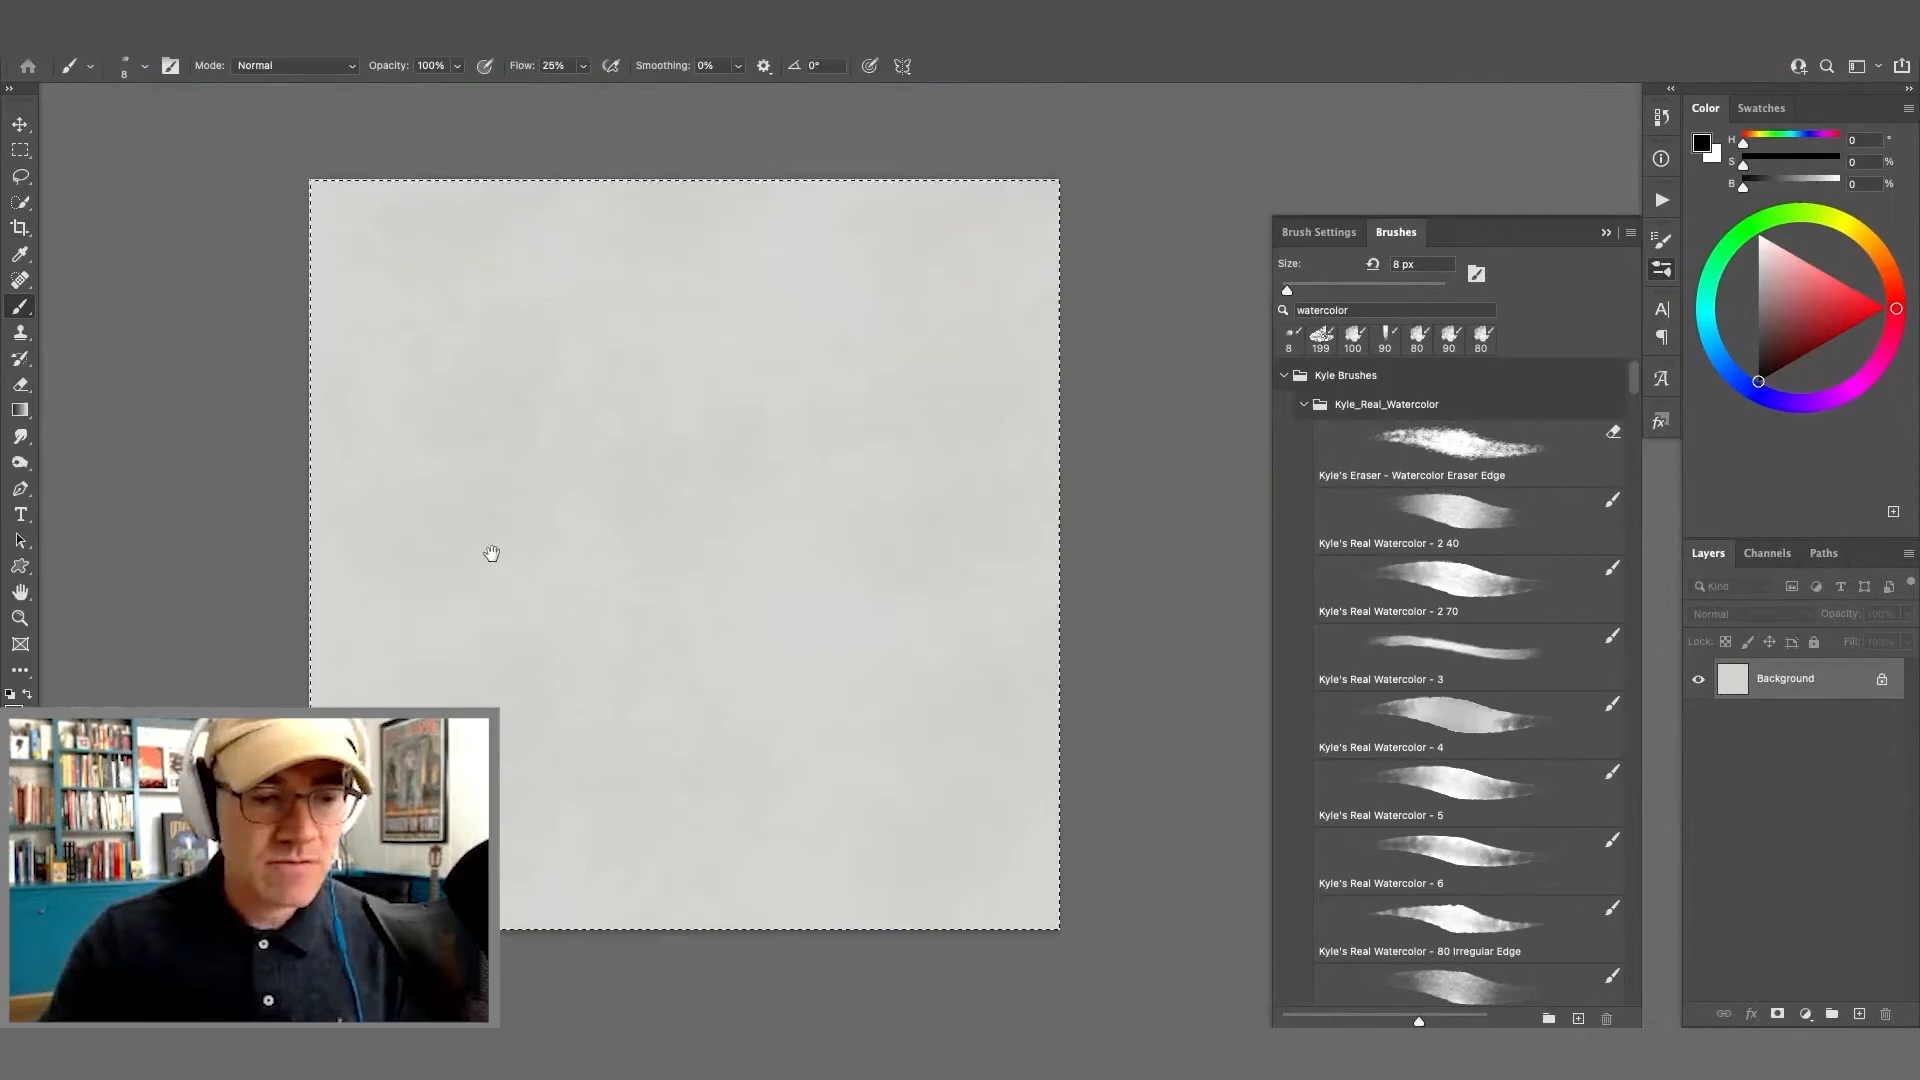 8
Mode: Normal
Opacity: 100%
Flow: 25%
Smoothing: 0%
0°
Color
Swatches
H 0 °
S 0 %
B 0 %
Brush Settings
Brushes
Size: 8 px
watercolor
8 199 100 90 80 90 80
Kyle Brushes
Kyle_Real_Watercolor
Kyle's Eraser - Watercolor Eraser Edge
Kyle's Real Watercolor - 2 40
Kyle's Real Watercolor - 2 70
Kyle's Real Watercolor - 3
Kyle's Real Watercolor - 4
Kyle's Real Watercolor - 5
Kyle's Real Watercolor - 6
Kyle's Real Watercolor - 80 Irregular Edge
Layers
Channels
Paths
Kind
Normal
Opacity: 100%
Lock:
Fill: 100%
Background